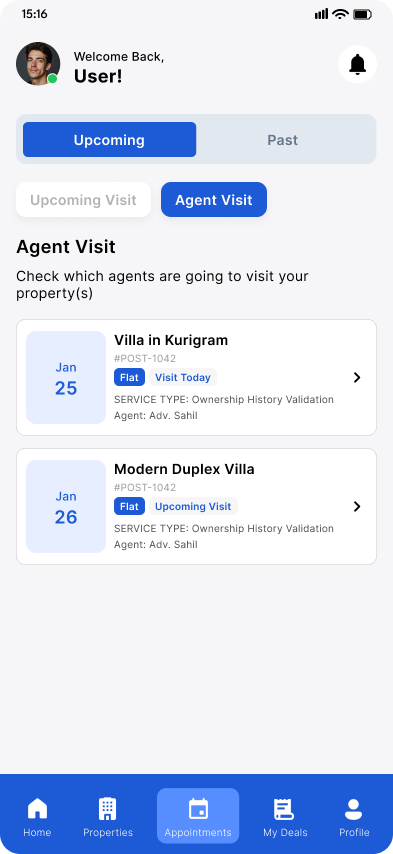 15:16
Welcome Back,
User!
Upcoming
Past
Upcoming Visit
Agent Visit
Agent Visit
Check which agents are going to visit your
property(s)
Jan
25
Villa in Kurigram
#POST-1042
Flat
Visit Today
SERVICE TYPE: Ownership History Validation
Agent: Adv. Sahil
Jan
26
Modern Duplex Villa
#POST-1042
Flat
Upcoming Visit
SERVICE TYPE: Ownership History Validation
Agent: Adv. Sahil
Home
Properties
Appointments
My Deals
Profile